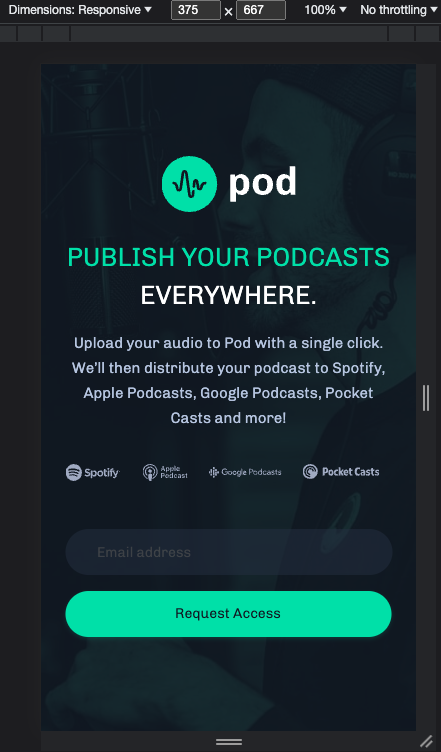 Dimensions: Responsive ▼ 375 × 667 100% ▼ No throttling ▼
pod
PUBLISH YOUR PODCASTS
EVERYWHERE.
Upload your audio to Pod with a single click.
We’ll then distribute your podcast to Spotify,
Apple Podcasts, Google Podcasts, Pocket
Casts and more!
Spotify Apple Podcast Google Podcasts Pocket Casts
Email address
Request Access